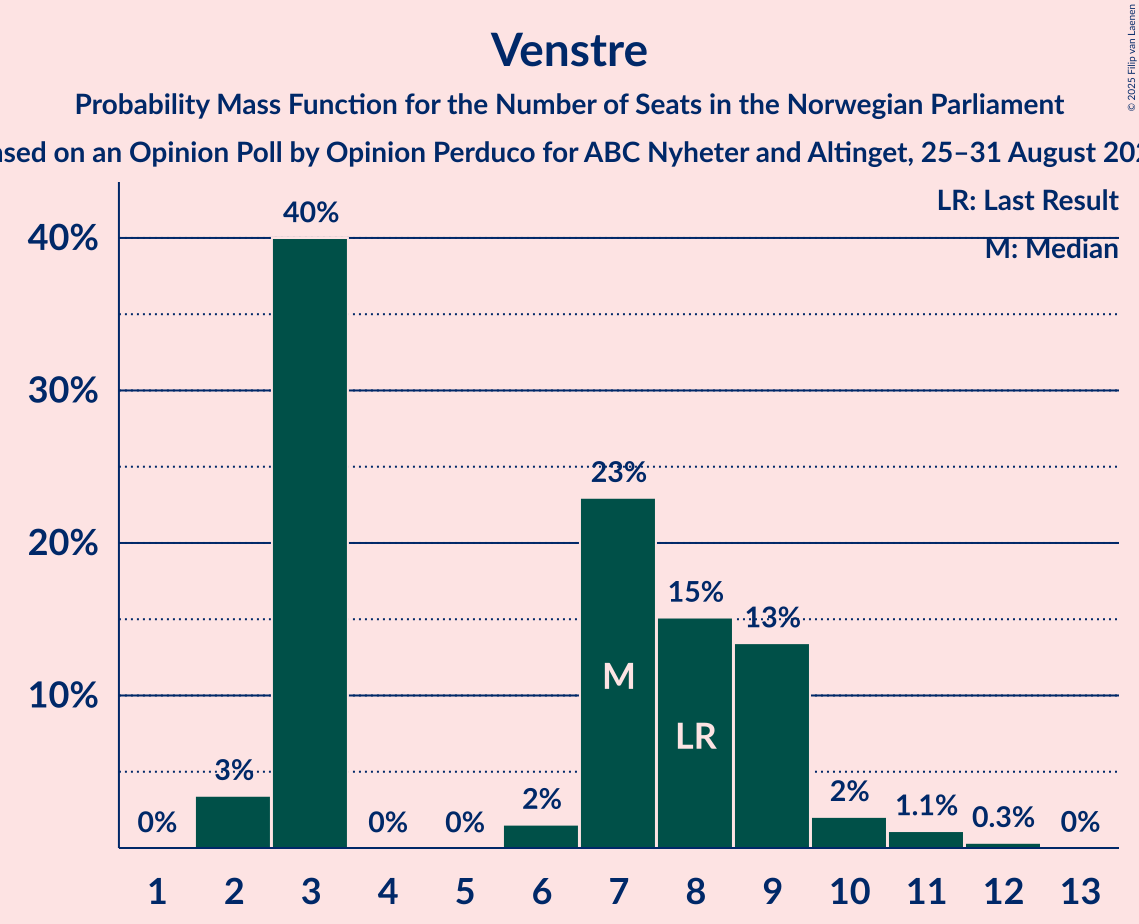 © 2025 Filip van Laenen
Venstre
Probability Mass Function for the Number of Seats in the Norwegian Parliament
on an Opinion Poll by Opinion Perduco for ABC Nyheter and Altinget, 25–31 August
LR: Last Result
M: Median
40%
30%
20%
10%
0%
3%
40%
0%
0%
2%
23%
15%
13%
2%
1.1%
0.3%
0%
M
LR
1 2 3 4 5 6 7 8 9 10 11 12 13